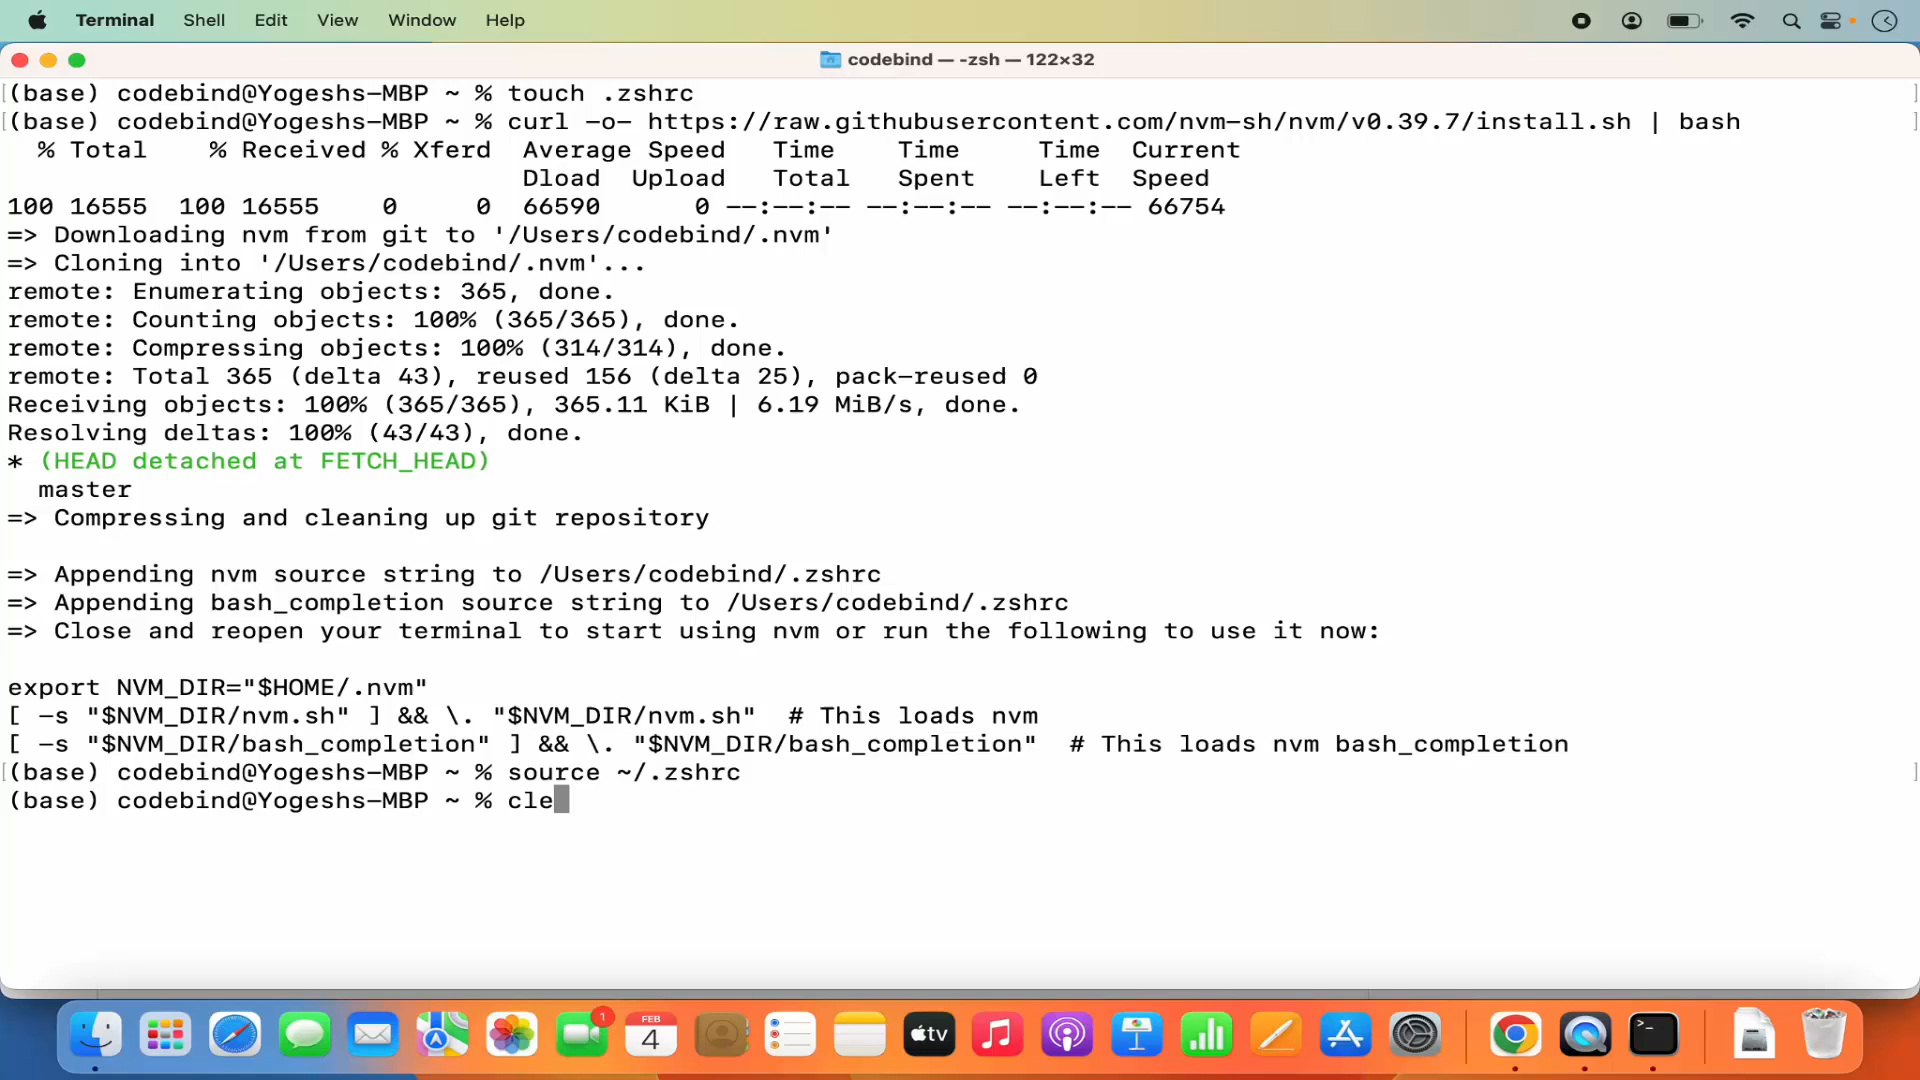 Terminal Shell Edit View Window Help
codebind — -zsh — 122×32
(base) codebind@Yogeshs-MBP ~ % touch .zshrc
(base) codebind@Yogeshs-MBP ~ % curl -o- https://raw.githubusercontent.com/nvm-sh/nvm/v0.39.7/install.sh | bash
% Total % Received % Xferd Average Speed Time Time Time Current
Dload Upload Total Spent Left Speed
100 16555 100 16555 0 0 66590 0 --:--:-- --:--:-- --:--:-- 66754
=> Downloading nvm from git to '/Users/codebind/.nvm'
=> Cloning into '/Users/codebind/.nvm'...
remote: Enumerating objects: 365, done.
remote: Counting objects: 100% (365/365), done.
remote: Compressing objects: 100% (314/314), done.
remote: Total 365 (delta 43), reused 156 (delta 25), pack-reused 0
Receiving objects: 100% (365/365), 365.11 KiB | 6.19 MiB/s, done.
Resolving deltas: 100% (43/43), done.
* (HEAD detached at FETCH_HEAD)
master
=> Compressing and cleaning up git repository
=> Appending nvm source string to /Users/codebind/.zshrc
=> Appending bash_completion source string to /Users/codebind/.zshrc
=> Close and reopen your terminal to start using nvm or run the following to use it now:
export NVM_DIR="$HOME/.nvm"
[ -s "$NVM_DIR/nvm.sh" ] && \. "$NVM_DIR/nvm.sh" # This loads nvm
[ -s "$NVM_DIR/bash_completion" ] && \. "$NVM_DIR/bash_completion" # This loads nvm bash_completion
(base) codebind@Yogeshs-MBP ~ % source ~/.zshrc
(base) codebind@Yogeshs-MBP ~ % cle
1
FEB
4
tv
>_